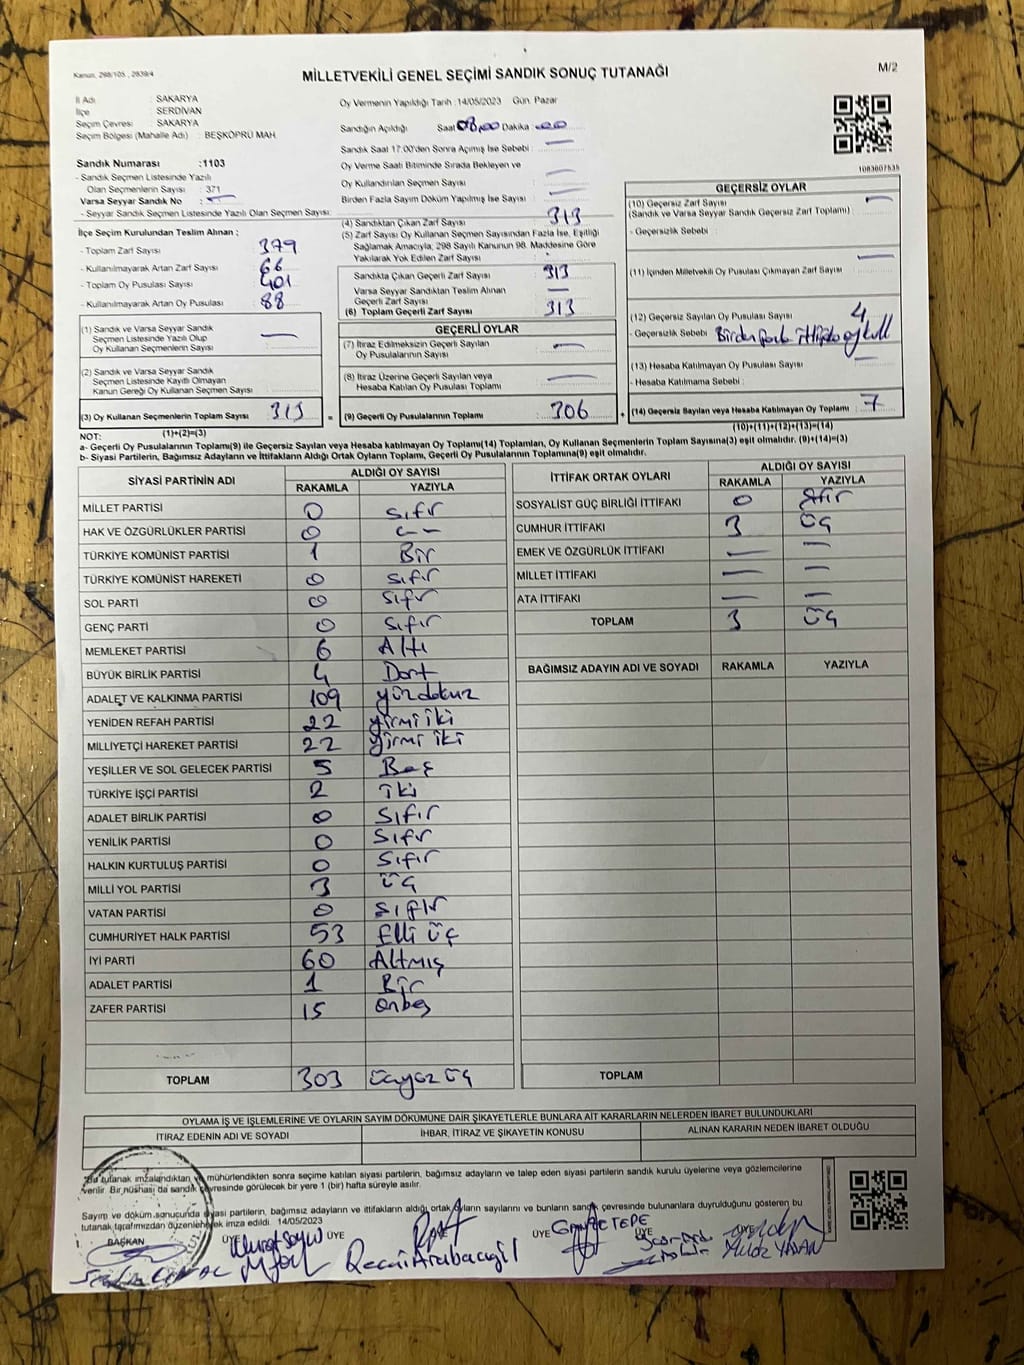 Kanun, 298/105, 2839/4
MİLLETVEKİLİ GENEL SEÇİMİ SANDIK SONUÇ TUTANAĞI
M/2
İl Adı : SAKARYA
İlçe : SERDİVAN
Seçim Çevresi : SAKARYA
Seçim Bölgesi (Mahalle Adı) : BEŞKÖPRÜ MAH.
Sandık Numarası :1103
- Sandık Seçmen Listesinde Yazılı
Olan Seçmenlerin Sayısı : 371
Varsa Seyyar Sandık No : —
- Seyyar Sandık Seçmen Listesinde Yazılı Olan Seçmen Sayısı:
Oy Vermenin Yapıldığı Tarih :14/05/2023 Gün: Pazar
Sandığın Açıldığı Saat 08,00 Dakika 00
Sandık Saat 17:00'den Sonra Açılmış İse Sebebi : —
Oy Verme Saati Bitiminde Sırada Bekleyen ve
Oy Kullandırılan Seçmen Sayısı : —
Birden Fazla Sayım Döküm Yapılmış İse Sayısı : —
1083607535
İlçe Seçim Kurulundan Teslim Alınan ;
- Toplam Zarf Sayısı : 379
- Kullanılmayarak Artan Zarf Sayısı : 66
- Toplam Oy Pusulası Sayısı : 401
- Kullanılmayarak Artan Oy Pusulası : 88
(1) Sandık ve Varsa Seyyar Sandık
Seçmen Listesinde Yazılı Olup
Oy Kullanan Seçmenlerin Sayısı : —
(2) Sandık ve Varsa Seyyar Sandık
Seçmen Listesinde Kayıtlı Olmayan
Kanun Gereği Oy Kullanan Seçmen Sayısı :
(3) Oy Kullanan Seçmenlerin Toplam Sayısı : 313 =
(4) Sandıktan Çıkan Zarf Sayısı : 313
(5) Zarf Sayısı Oy Kullanan Seçmen Sayısından Fazla İse, Eşitliği
Sağlamak Amacıyla; 298 Sayılı Kanunun 98. Maddesine Göre
Yakılarak Yok Edilen Zarf Sayısı : —
Sandıkta Çıkan Geçerli Zarf Sayısı : 313
Varsa Seyyar Sandıktan Teslim Alınan
Geçerli Zarf Sayısı : —
(6) Toplam Geçerli Zarf Sayısı : 313
GEÇERLİ OYLAR
(7) İtiraz Edilmeksizin Geçerli Sayılan
Oy Pusulalarının Sayısı : —
(8) İtiraz Üzerine Geçerli Sayılan veya
Hesaba Katılan Oy Pusulası Toplamı : —
(9) Geçerli Oy Pusulalarının Toplamı : 306 +
GEÇERSİZ OYLAR
(10) Geçersiz Zarf Sayısı
(Sandık ve Varsa Seyyar Sandık Geçersiz Zarf Toplamı) : —
- Geçersizlik Sebebi :
(11) İçinden Milletvekili Oy Pusulası Çıkmayan Zarf Sayısı : —
(12) Geçersiz Sayılan Oy Pusulası Sayısı : 4
- Geçersizlik Sebebi : Birden
(13) Hesaba Katılmayan Oy Pusulası Sayısı : —
- Hesaba Katılmama Sebebi :
(14) Geçersiz Sayılan veya Hesaba Katılmayan Oy Toplamı : 7
(1)+(2)=(3)
(10)+(11)+(12)+(13)=(14)
NOT:
a- Geçerli Oy Pusulalarının Toplamı(9) ile Geçersiz Sayılan veya Hesaba katılmayan Oy Toplamı(14) Toplamları, Oy Kullanan Seçmenlerin Toplam Sayısına(3) eşit olmalıdır. (9)+(14)=(3)
b- Siyasi Partilerin, Bağımsız Adayların ve İttifakların Aldığı Oyların Toplamı, Geçerli Oy Pusulalarının Toplamına(9) eşit olmalıdır.
SİYASİ PARTİNİN ADI ALDIĞI OY SAYISI
RAKAMLA YAZIYLA
MİLLET PARTİSİ 0 sıfır
HAK VE ÖZGÜRLÜKLER PARTİSİ 0
TÜRKİYE KOMÜNİST PARTİSİ 1 Bir
TÜRKİYE KOMÜNİST HAREKETİ 0 sıfır
SOL PARTİ 0 sıfır
GENÇ PARTİ 0 sıfır
MEMLEKET PARTİSİ 6 Altı
BÜYÜK BİRLİK PARTİSİ 4 Dört
ADALET VE KALKINMA PARTİSİ 109 yüzdokuz
YENİDEN REFAH PARTİSİ 22 yirmi iki
MİLLİYETÇİ HAREKET PARTİSİ 22 yirmi iki
YEŞİLLER VE SOL GELECEK PARTİSİ 5 Beş
TÜRKİYE İŞÇİ PARTİSİ 2 iki
ADALET BİRLİK PARTİSİ 0 sıfır
YENİLİK PARTİSİ 0 sıfır
HALKIN KURTULUŞ PARTİSİ 0 sıfır
MİLLİ YOL PARTİSİ 3 üç
VATAN PARTİSİ 0 sıfır
CUMHURİYET HALK PARTİSİ 53 Elli üç
İYİ PARTİ 60 Altmış
ADALET PARTİSİ 1 Bir
ZAFER PARTİSİ 15 onbeş
TOPLAM 303 üçyüz üç
İTTİFAK ORTAK OYLARI ALDIĞI OY SAYISI
RAKAMLA YAZIYLA
SOSYALİST GÜÇ BİRLİĞİ İTTİFAKI 0 sıfır
CUMHUR İTTİFAKI 3 üç
EMEK VE ÖZGÜRLÜK İTTİFAKI — —
MİLLET İTTİFAKI — —
ATA İTTİFAKI — —
TOPLAM 3 üç
BAĞIMSIZ ADAYIN ADI VE SOYADI RAKAMLA YAZIYLA
TOPLAM
OYLAMA İŞ VE İŞLEMLERİNE VE OYLARIN SAYIM DÖKÜMÜNE DAİR ŞİKAYETLERLE BUNLARA AİT KARARLARIN NELERDEN İBARET BULUNDUKLARI
İTİRAZ EDENİN ADI VE SOYADI İHBAR, İTİRAZ VE ŞİKAYETİN KONUSU ALINAN KARARIN NEDEN İBARET OLDUĞU
"Bu tutanak imzalandıktan ve mühürlendikten sonra seçime katılan siyasi partilerin, bağımsız adayların ve talep eden siyasi partilerin sandık kurulu üyelerine veya gözlemcilerine
verilir. Bir nüshası da sandık çevresinde görülecek bir yere 1 (bir) hafta süreyle asılır.
Sayım ve döküm sonucunda siyasi partilerin, bağımsız adayların ve ittifakların aldığı ortak oyların sayılarını ve bunların sandık çevresinde bulunanlara duyrulduğunu gösteren bu
tutanak tarafımızdan düzenlenerek imza edildi. 14/05/2023
BAŞKAN ÜYE ÜYE ÜYE ÜYE ÜYE
Recai Arabacıgil
GAMZE TEPE
Yıldız YAMAN